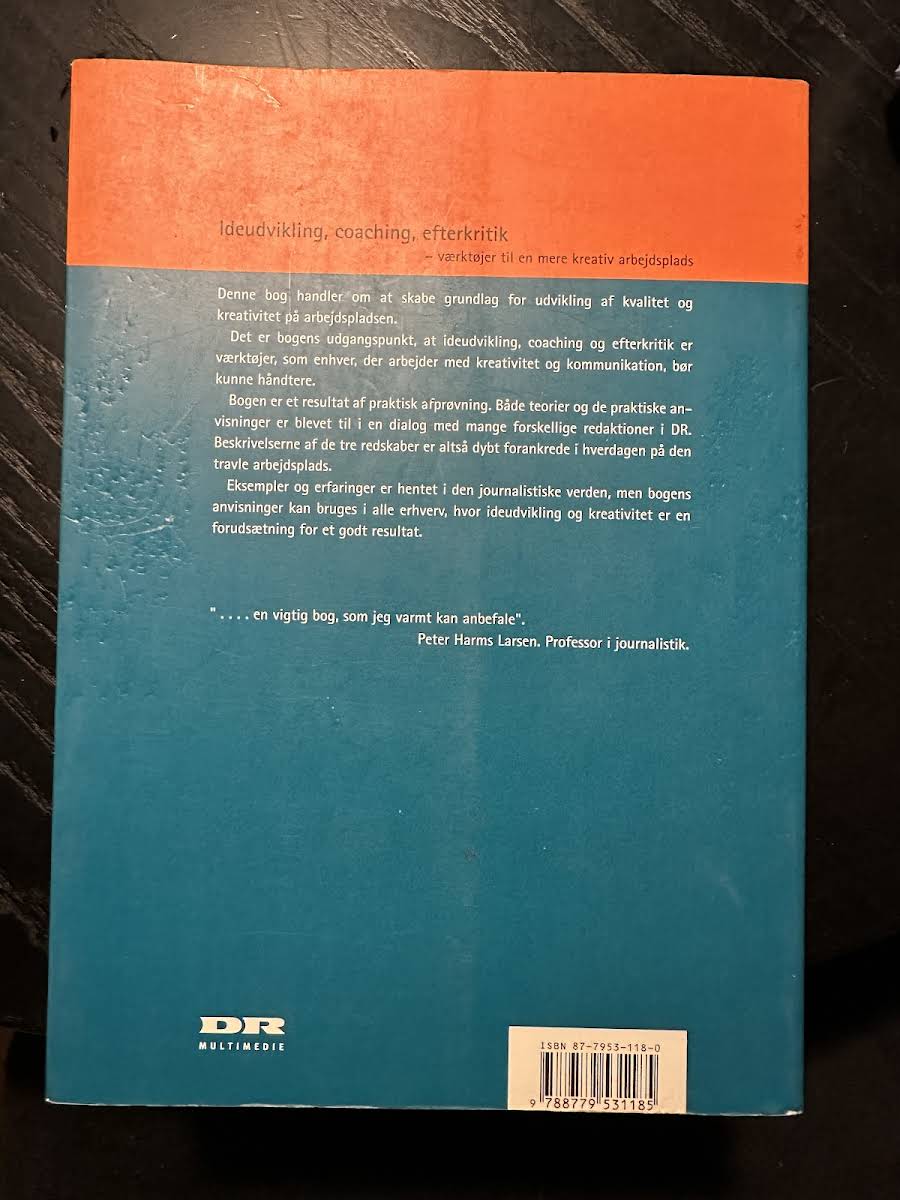 Ideudvikling, coaching, efterkritik
– værktøjer til en mere kreativ arbejdsplads
Denne bog handler om at skabe grundlag for udvikling af kvalitet og
kreativitet på arbejdspladsen.
Det er bogens udgangspunkt, at ideudvikling, coaching og efterkritik er
værktøjer, som enhver, der arbejder med kreativitet og kommunikation, bør
kunne håndtere.
Bogen er et resultat af praktisk afprøvning. Både teorier og de praktiske an-
visninger er blevet til i en dialog med mange forskellige redaktioner i DR.
Beskrivelserne af de tre redskaber er altså dybt forankrede i hverdagen på den
travle arbejdsplads.
Eksempler og erfaringer er hentet i den journalistiske verden, men bogens
anvisninger kan bruges i alle erhverv, hvor ideudvikling og kreativitet er en
forudsætning for et godt resultat.
". . . . en vigtig bog, som jeg varmt kan anbefale".
Peter Harms Larsen. Professor i journalistik.
DR
MULTIMEDIE
ISBN 87-7953-118-0
9 788779 531185